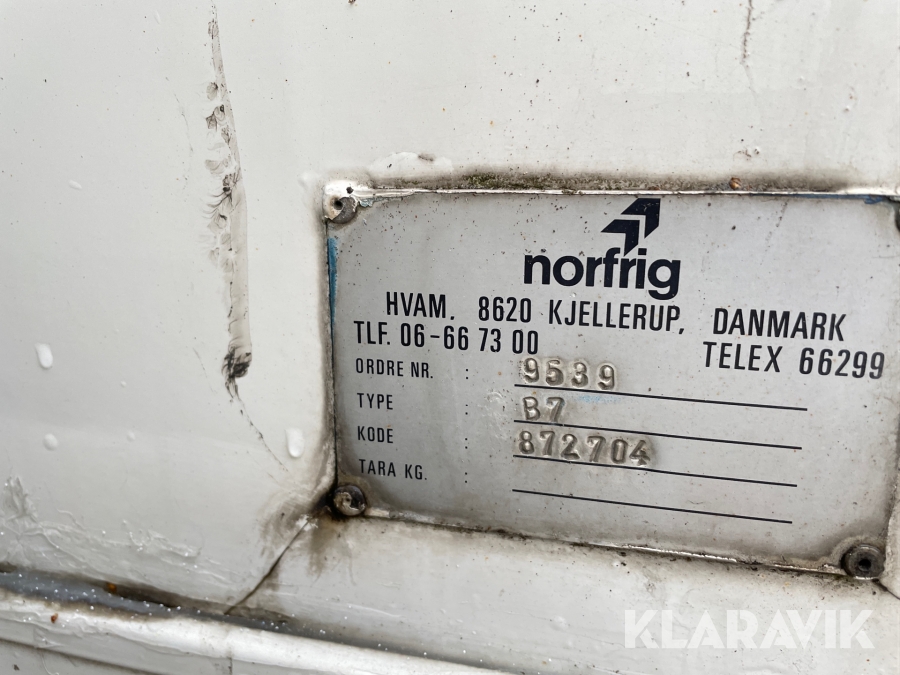 norfrig
HVAM, 8620 KJELLERUP, DANMARK
TLF. 06-66 73 00 TELEX 66299
ORDRE NR. : 9539
TYPE : B7
KODE : 872704
TARA KG. :
KLARAVIK